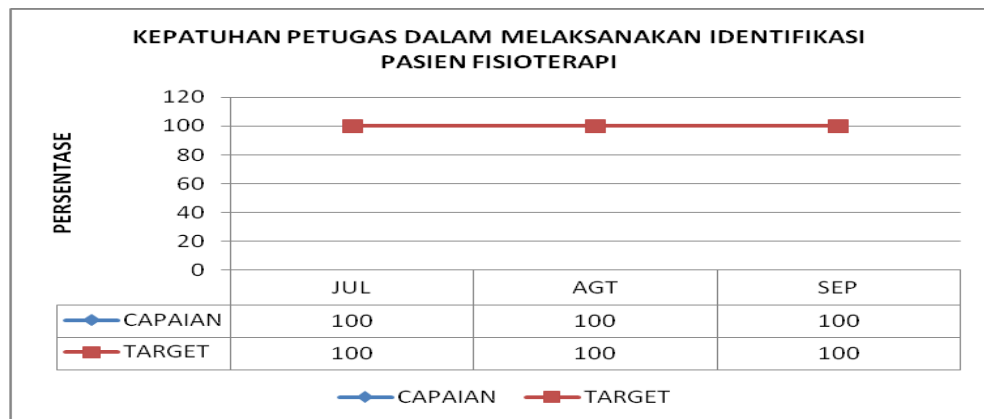 KEPATUHAN PETUGAS DALAM MELAKSANAKAN IDENTIFIKASI
PASIEN FISIOTERAPI
PERSENTASE
120
100
80
60
40
20
0
JUL AGT SEP
CAPAIAN 100 100 100
TARGET 100 100 100
CAPAIAN TARGET